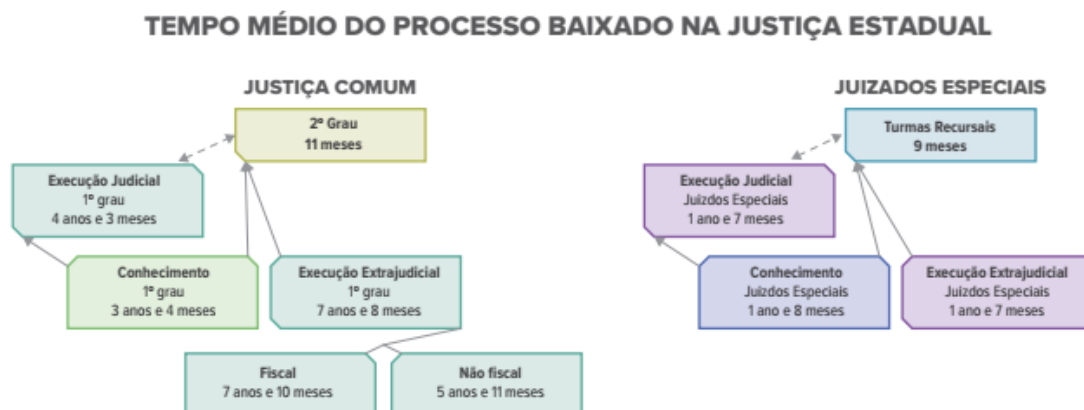 TEMPO MÉDIO DO PROCESSO BAIXADO NA JUSTIÇA ESTADUAL
JUSTIÇA COMUM
2º Grau
11 meses
Execução Judicial
1º grau
4 anos e 3 meses
Conhecimento
1º grau
3 anos e 4 meses
Execução Extrajudicial
1º grau
7 anos e 8 meses
Fiscal
7 anos e 10 meses
Não fiscal
5 anos e 11 meses
JUIZADOS ESPECIAIS
Turmas Recursais
9 meses
Execução Judicial
Juizdos Especiais
1 ano e 7 meses
Conhecimento
Juizdos Especiais
1 ano e 8 meses
Execução Extrajudicial
Juizdos Especiais
1 ano e 7 meses